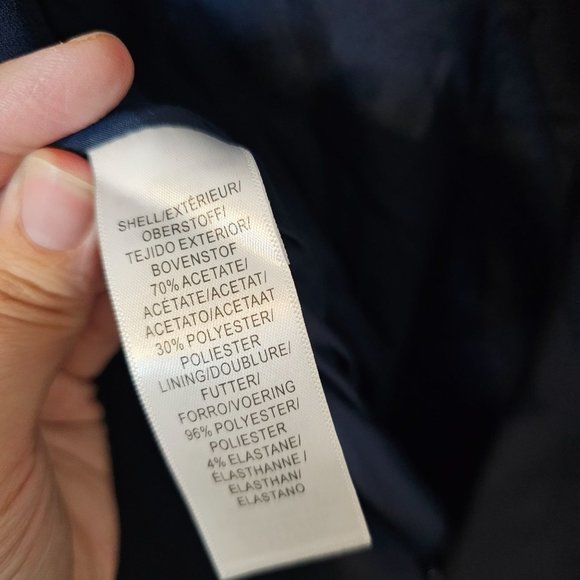 SHELL/EXTÉRIEUR/
OBERSTOFF/
TEJIDO EXTERIOR/
BOVENSTOF
70% ACETATE/
ACÉTATE/ACETAT/
ACETATO/ACETAAT
30% POLYESTER/
POLIESTER
LINING/DOUBLURE/
FUTTER/
FORRO/VOERING
96% POLYESTER/
POLIESTER
4% ELASTANE/
ÉLASTHANNE /
ELASTHAN/
ELASTANO